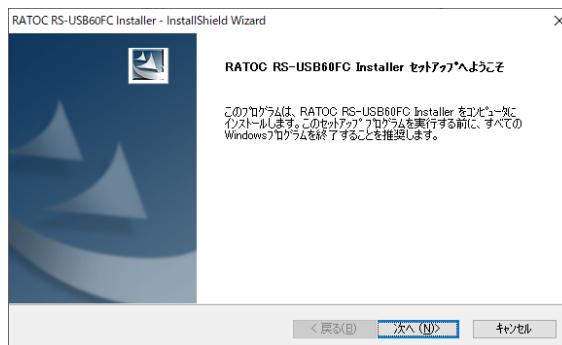 RATOC RS-USB60FC Installer - InstallShield Wizard
RATOC RS-USB60FC Installer ｾｯﾄｱｯﾌﾟへようこそ
このﾌﾟﾛｸﾞﾗﾑは、RATOC RS-USB60FC Installer をｺﾝﾋﾟｭｰﾀに
ｲﾝｽﾄｰﾙします。このｾｯﾄｱｯﾌﾟ ﾌﾟﾛｸﾞﾗﾑを実行する前に、すべての
Windowsﾌﾟﾛｸﾞﾗﾑを終了することを推奨します。
< 戻る(B) 次へ (N)> ｷｬﾝｾﾙ